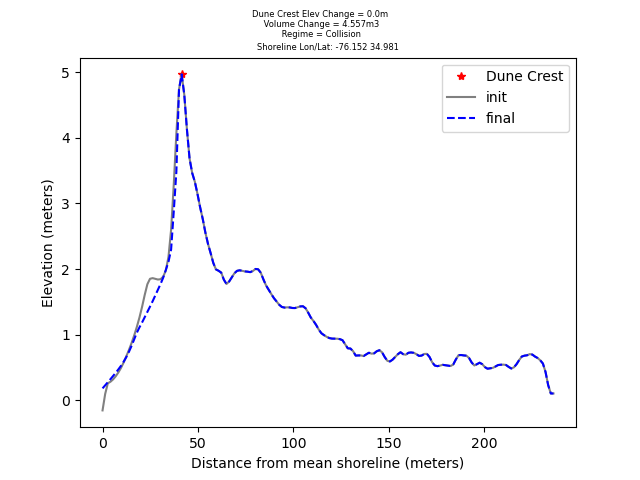 Dune Crest Elev Change = 0.0m
Volume Change = 4.557m3
Regime = Collision
Shoreline Lon/Lat: -76.152 34.981
Dune Crest
init
final
Elevation (meters)
5
4
3
2
1
0
0 50 100 150 200
Distance from mean shoreline (meters)